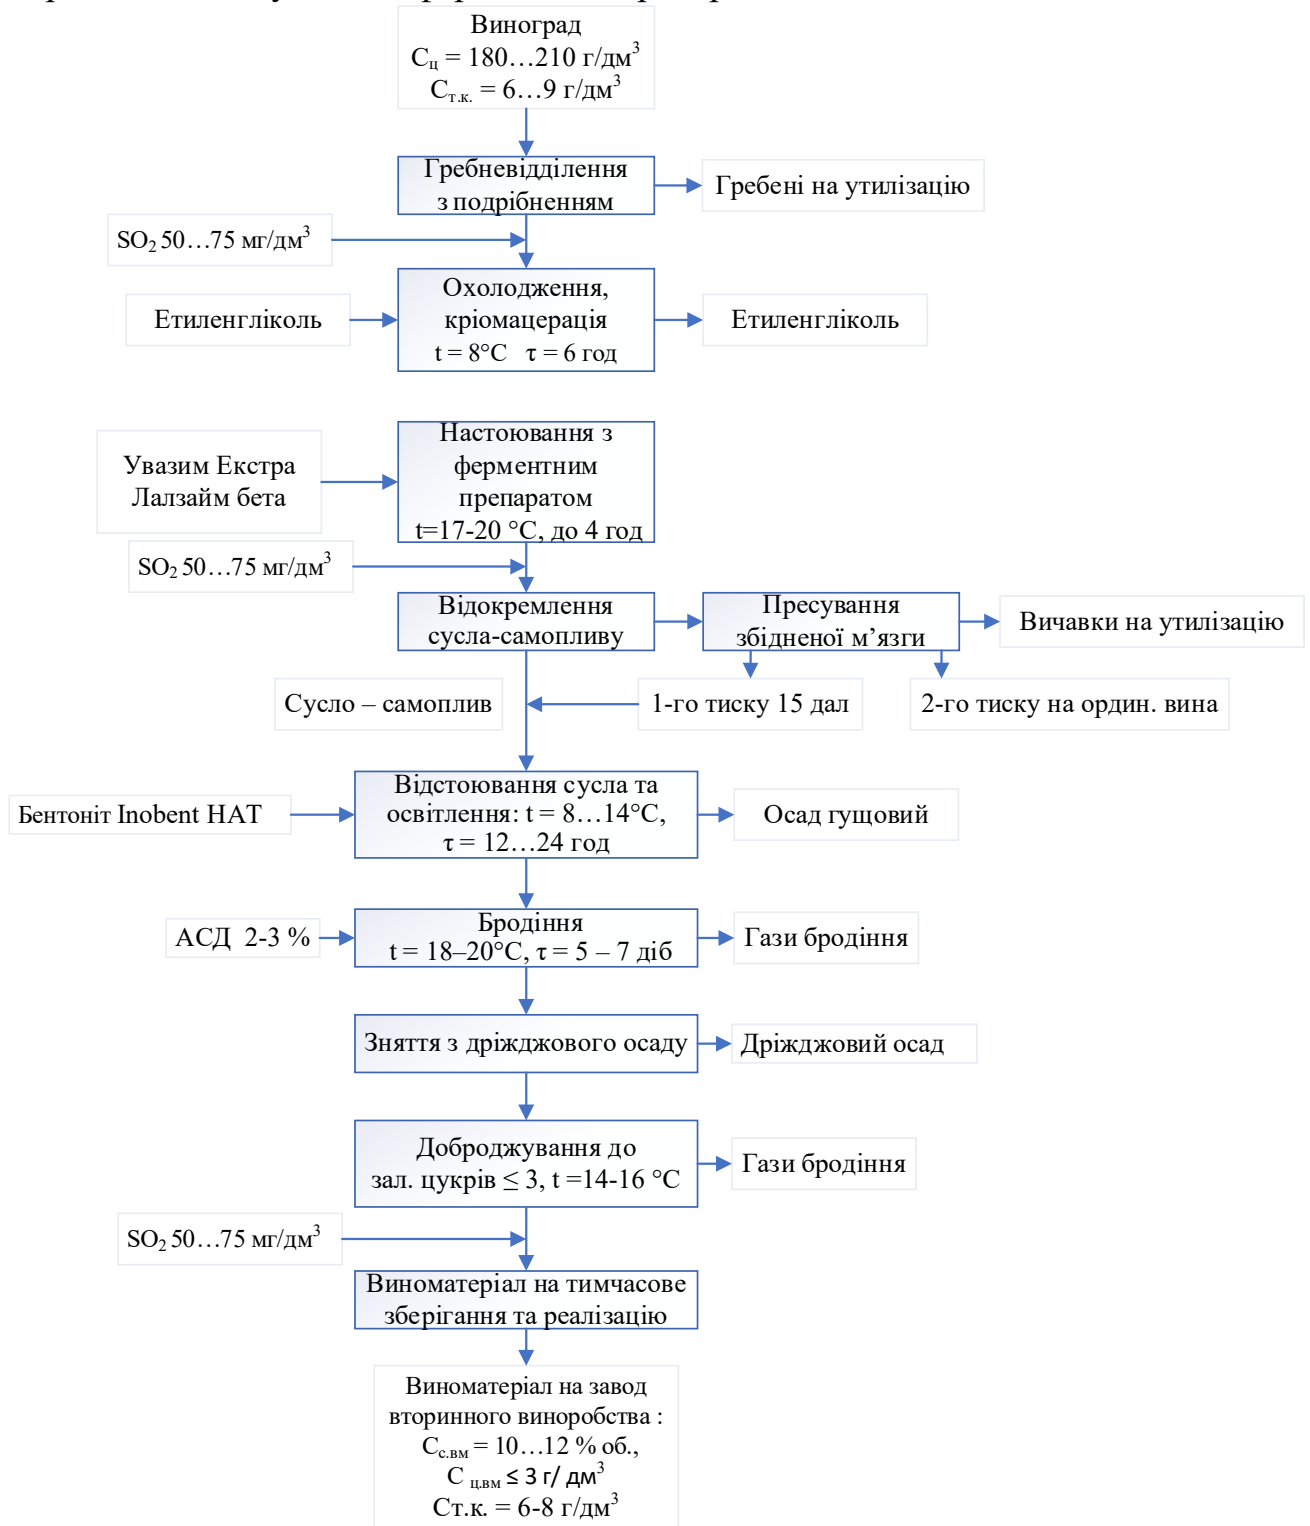 Виноград
Cц = 180…210 г/дм³
Cт.к. = 6…9 г/дм³
Гребневідділення
з подрібненням
Гребені на утилізацію
SO₂ 50…75 мг/дм³
Охолодження,
кріомацерація
t = 8°C τ = 6 год
Етиленгліколь
Етиленгліколь
Настоювання з
ферментним
препаратом
t=17-20 °C, до 4 год
Увазим Екстра
Лалзайм бета
SO₂ 50…75 мг/дм³
Відокремлення
сусла-самопливу
Пресування
збідненої м’язги
Вичавки на утилізацію
Сусло – самоплив
1-го тиску 15 дал
2-го тиску на ордин. вина
Відстоювання сусла та
освітлення: t = 8…14°C,
τ = 12…24 год
Бентоніт Inobent HAT
Осад гущовий
АСД 2-3 %
Бродіння
t = 18–20°C, τ = 5 – 7 діб
Гази бродіння
Зняття з дріжджового осаду
Дріжджовий осад
Доброджування до
зал. цукрів ≤ 3, t =14-16 °C
Гази бродіння
SO₂ 50…75 мг/дм³
Виноматеріал на тимчасове
зберігання та реалізацію
Виноматеріал на завод
вторинного виноробства :
Cс.вм = 10…12 % об.,
С ц.вм ≤ 3 г/ дм³
Ст.к. = 6-8 г/дм³